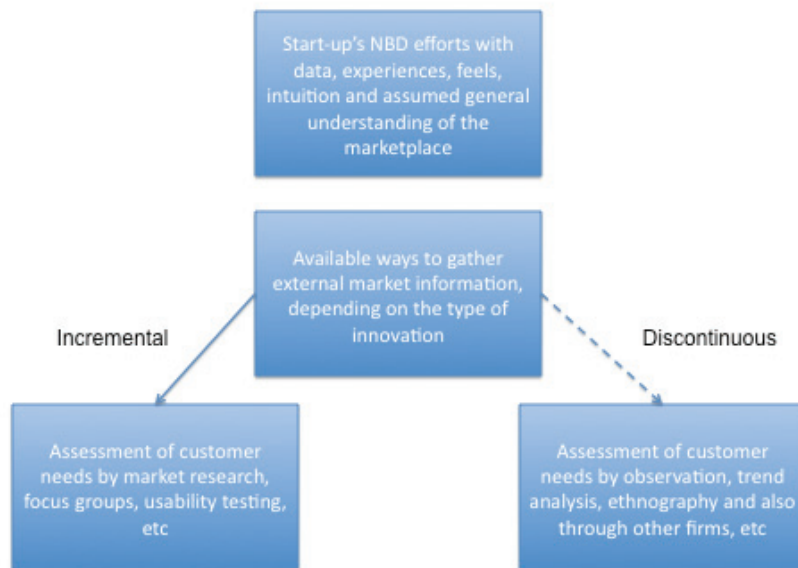 Start-up's NBD efforts with
data, experiences, feels,
intuition and assumed general
understanding of the
marketplace
Available ways to gather
external market information,
depending on the type of
innovation
Incremental
Discontinuous
Assessment of customer
needs by market research,
focus groups, usability testing,
etc
Assessment of customer
needs by observation, trend
analysis, ethnography and also
through other firms, etc